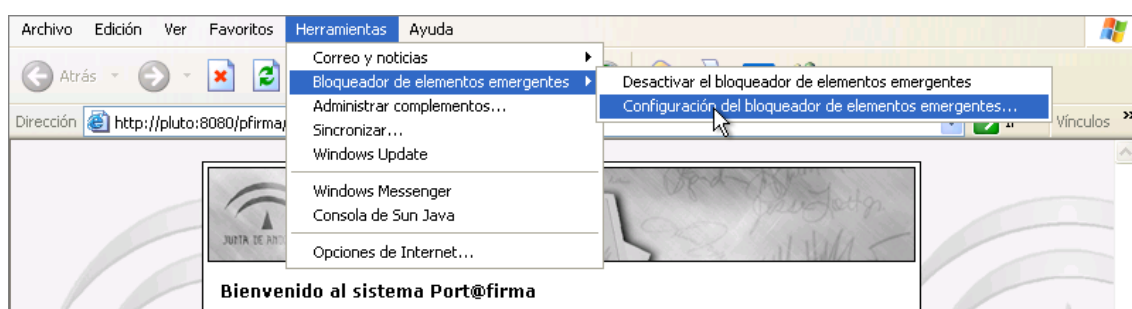 Archivo Edición Ver Favoritos Herramientas Ayuda
Correo y noticias
Atrás
Bloqueador de elementos emergentes
Desactivar el bloqueador de elementos emergentes
Administrar complementos...
Configuración del bloqueador de elementos emergentes...
Dirección http://pluto:8080/pfirma/
Vínculos »
Sincronizar...
Windows Update
Windows Messenger
Consola de Sun Java
JUNTA DE AND
Opciones de Internet...
Bienvenido al sistema Port@firma